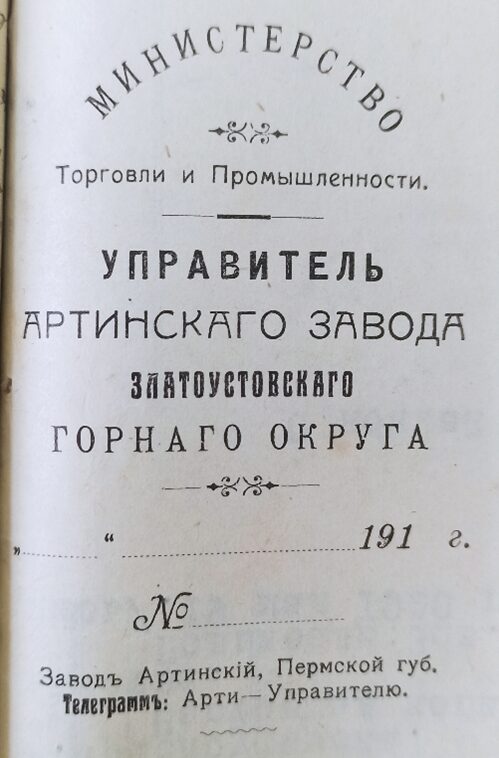 МИНИСТЕРСТВО
Торговли и Промышленности.
УПРАВИТЕЛЬ
АРТИНСКАГО ЗАВОДА
ЗЛАТОУСТОВСКАГО
ГОРНАГО ОКРУГА
„ “ 191 г.
№
Заводъ Артинскій, Пермской губ.
Телеграммъ: Арти—Управителю.